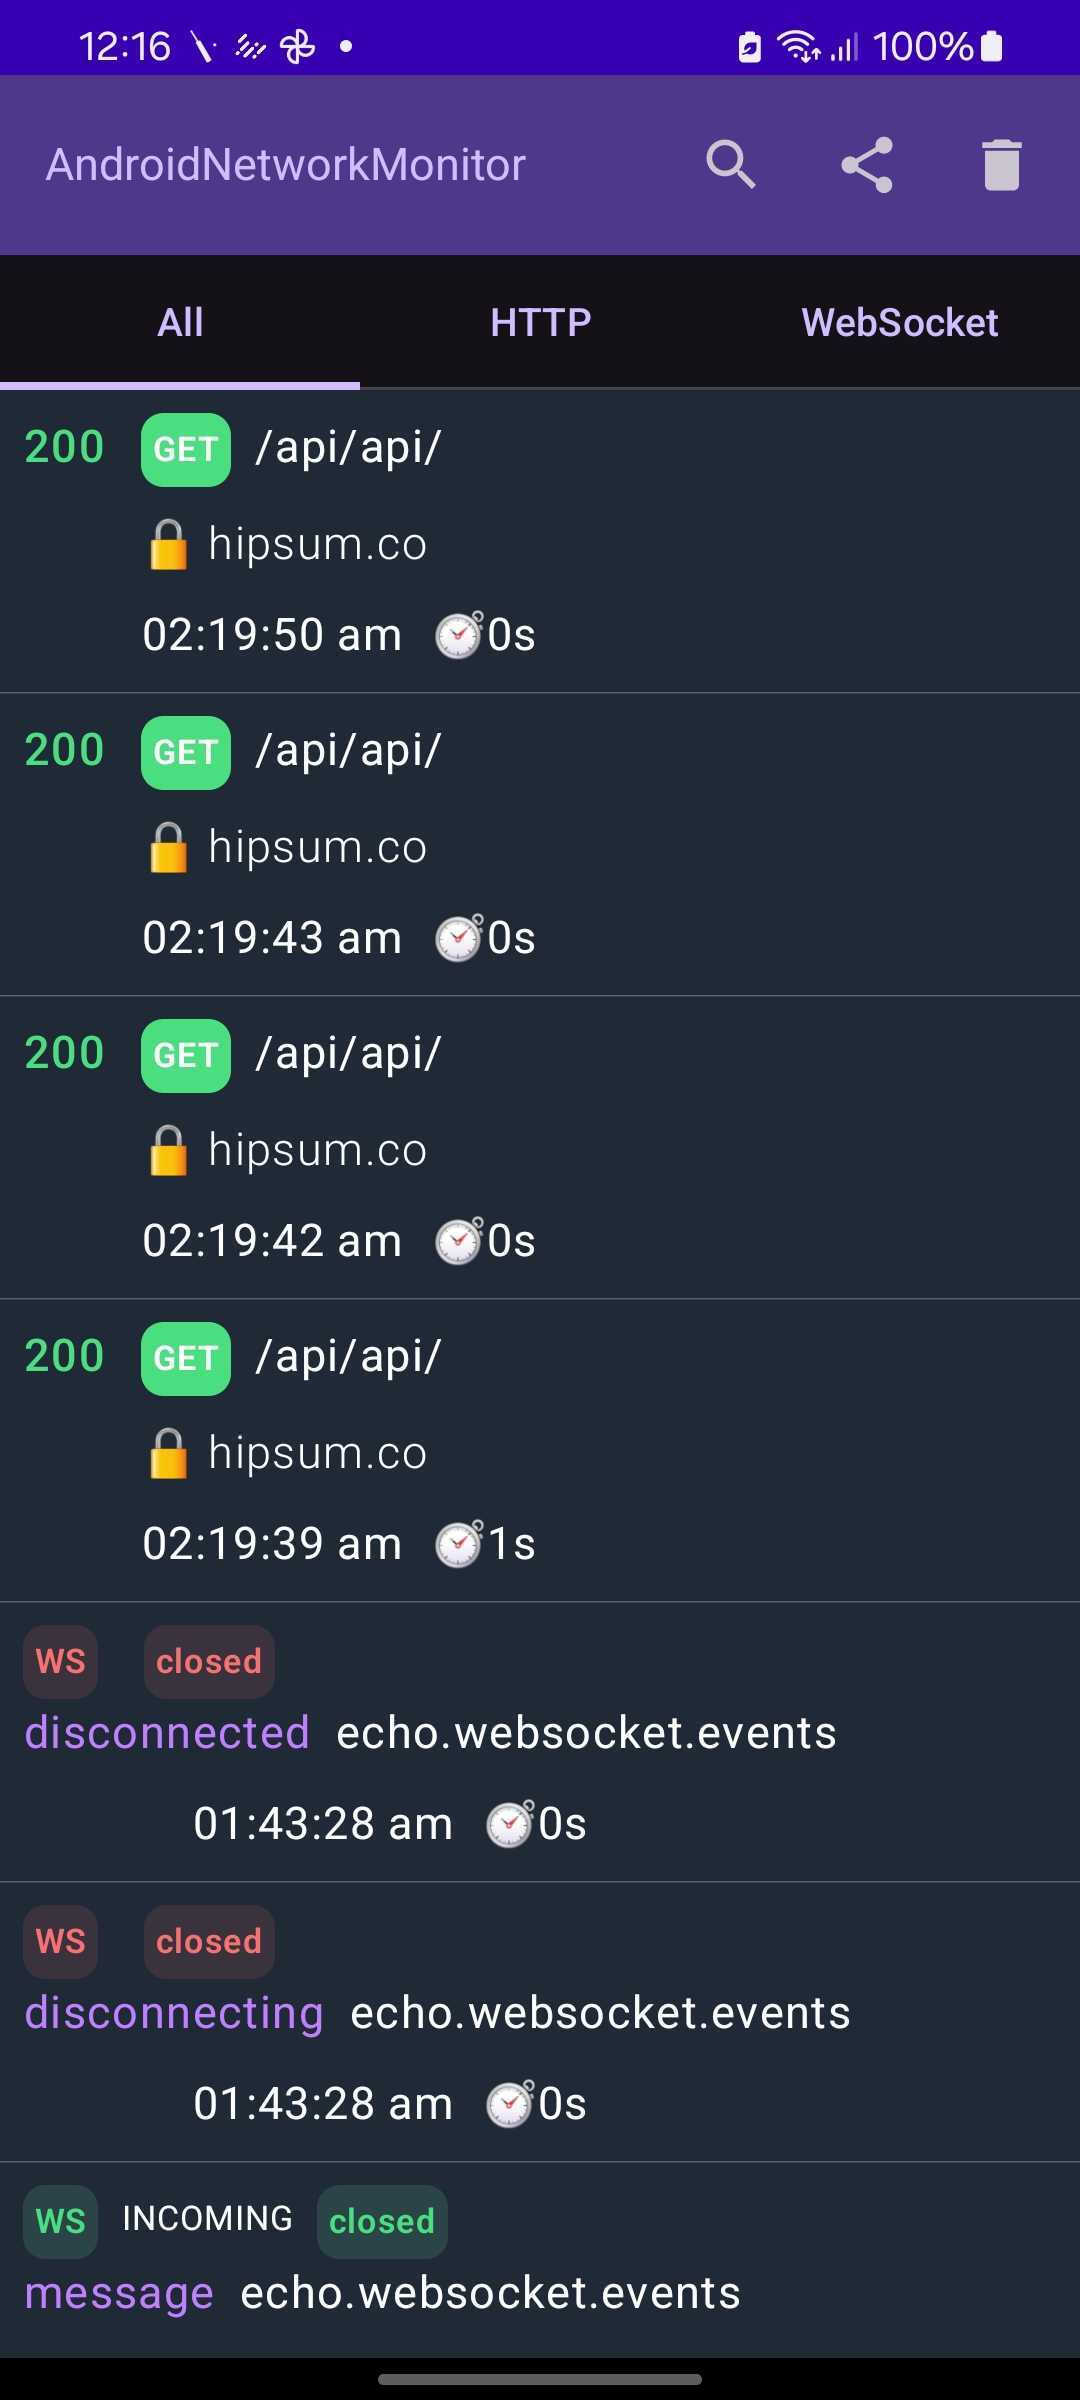 12:16 100%
AndroidNetworkMonitor
All HTTP WebSocket
200 GET /api/api/
hipsum.co
02:19:50 am 0s
200 GET /api/api/
hipsum.co
02:19:43 am 0s
200 GET /api/api/
hipsum.co
02:19:42 am 0s
200 GET /api/api/
hipsum.co
02:19:39 am 1s
WS closed
disconnected echo.websocket.events
01:43:28 am 0s
WS closed
disconnecting echo.websocket.events
01:43:28 am 0s
WS INCOMING closed
message echo.websocket.events